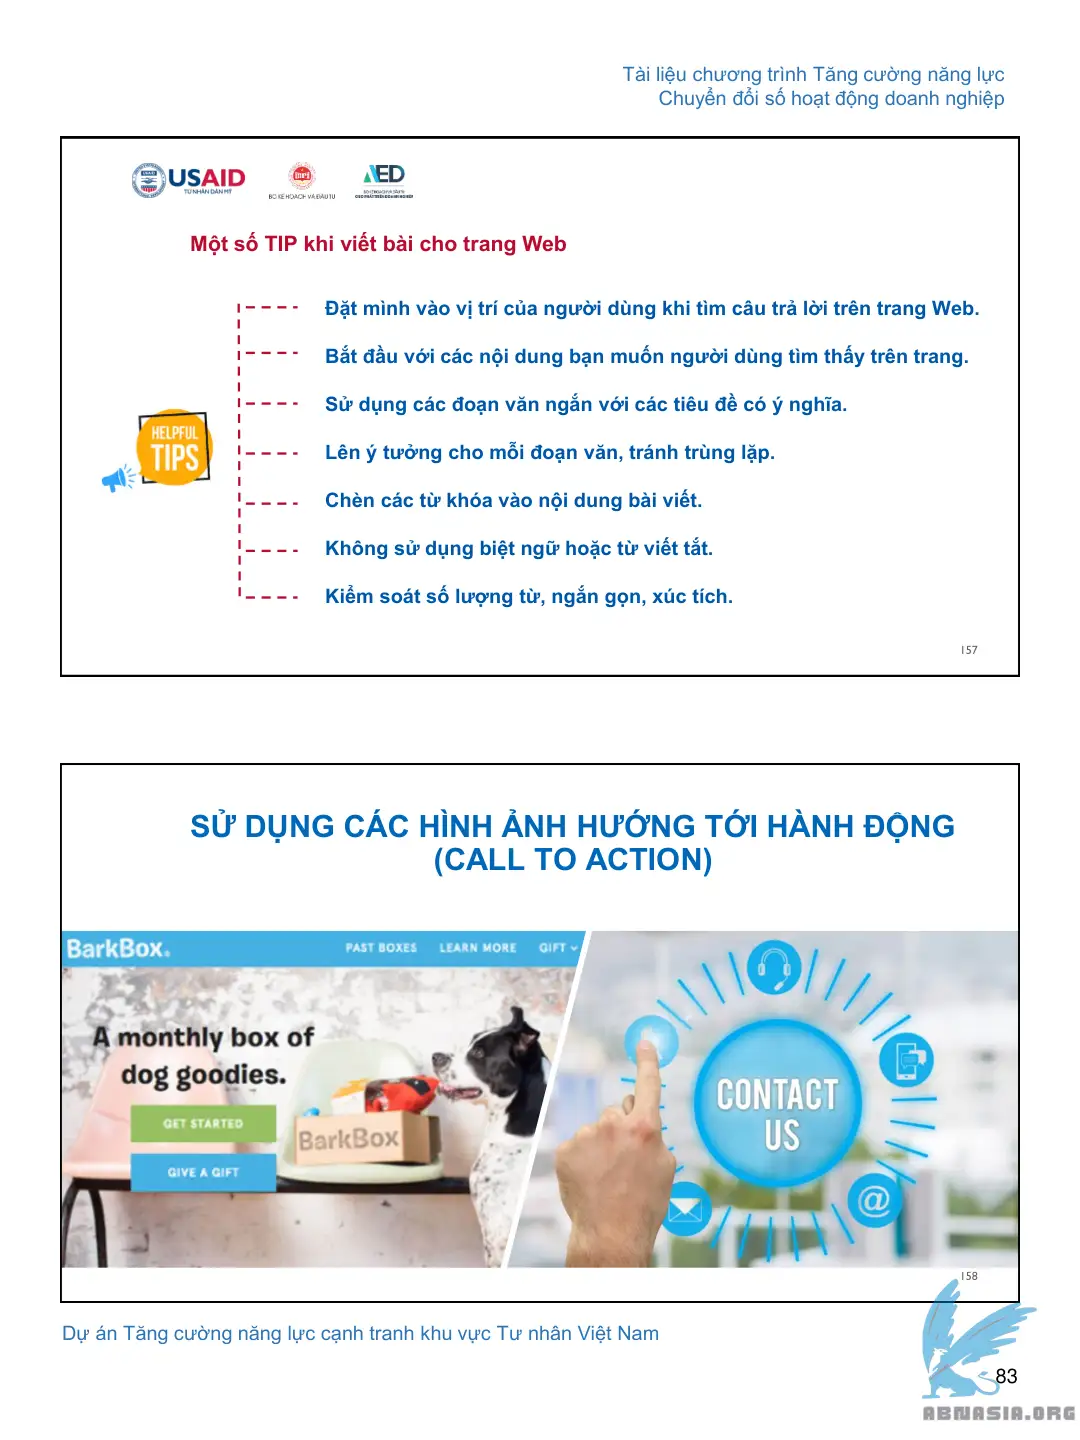 Tài liệu chương trình Tăng cường năng lực
Chuyển đổi số hoạt động doanh nghiệp
USAID
TỪ NHÂN DÂN MỸ
BỘ KẾ HOẠCH VÀ ĐẦU TƯ
AED
Một số TIP khi viết bài cho trang Web
Đặt mình vào vị trí của người dùng khi tìm câu trả lời trên trang Web.
Bắt đầu với các nội dung bạn muốn người dùng tìm thấy trên trang.
Sử dụng các đoạn văn ngắn với các tiêu đề có ý nghĩa.
HELPFUL
TIPS
Lên ý tưởng cho mỗi đoạn văn, tránh trùng lặp.
Chèn các từ khóa vào nội dung bài viết.
Không sử dụng biệt ngữ hoặc từ viết tắt.
Kiểm soát số lượng từ, ngắn gọn, xúc tích.
157
SỬ DỤNG CÁC HÌNH ẢNH HƯỚNG TỚI HÀNH ĐỘNG
(CALL TO ACTION)
BarkBox
PAST BOXES LEARN MORE GIFT
A monthly box of
dog goodies.
GET STARTED
GIVE A GIFT
BarkBox
CONTACT
US
@
158
Dự án Tăng cường năng lực cạnh tranh khu vực Tư nhân Việt Nam
83
ABNASIA.ORG